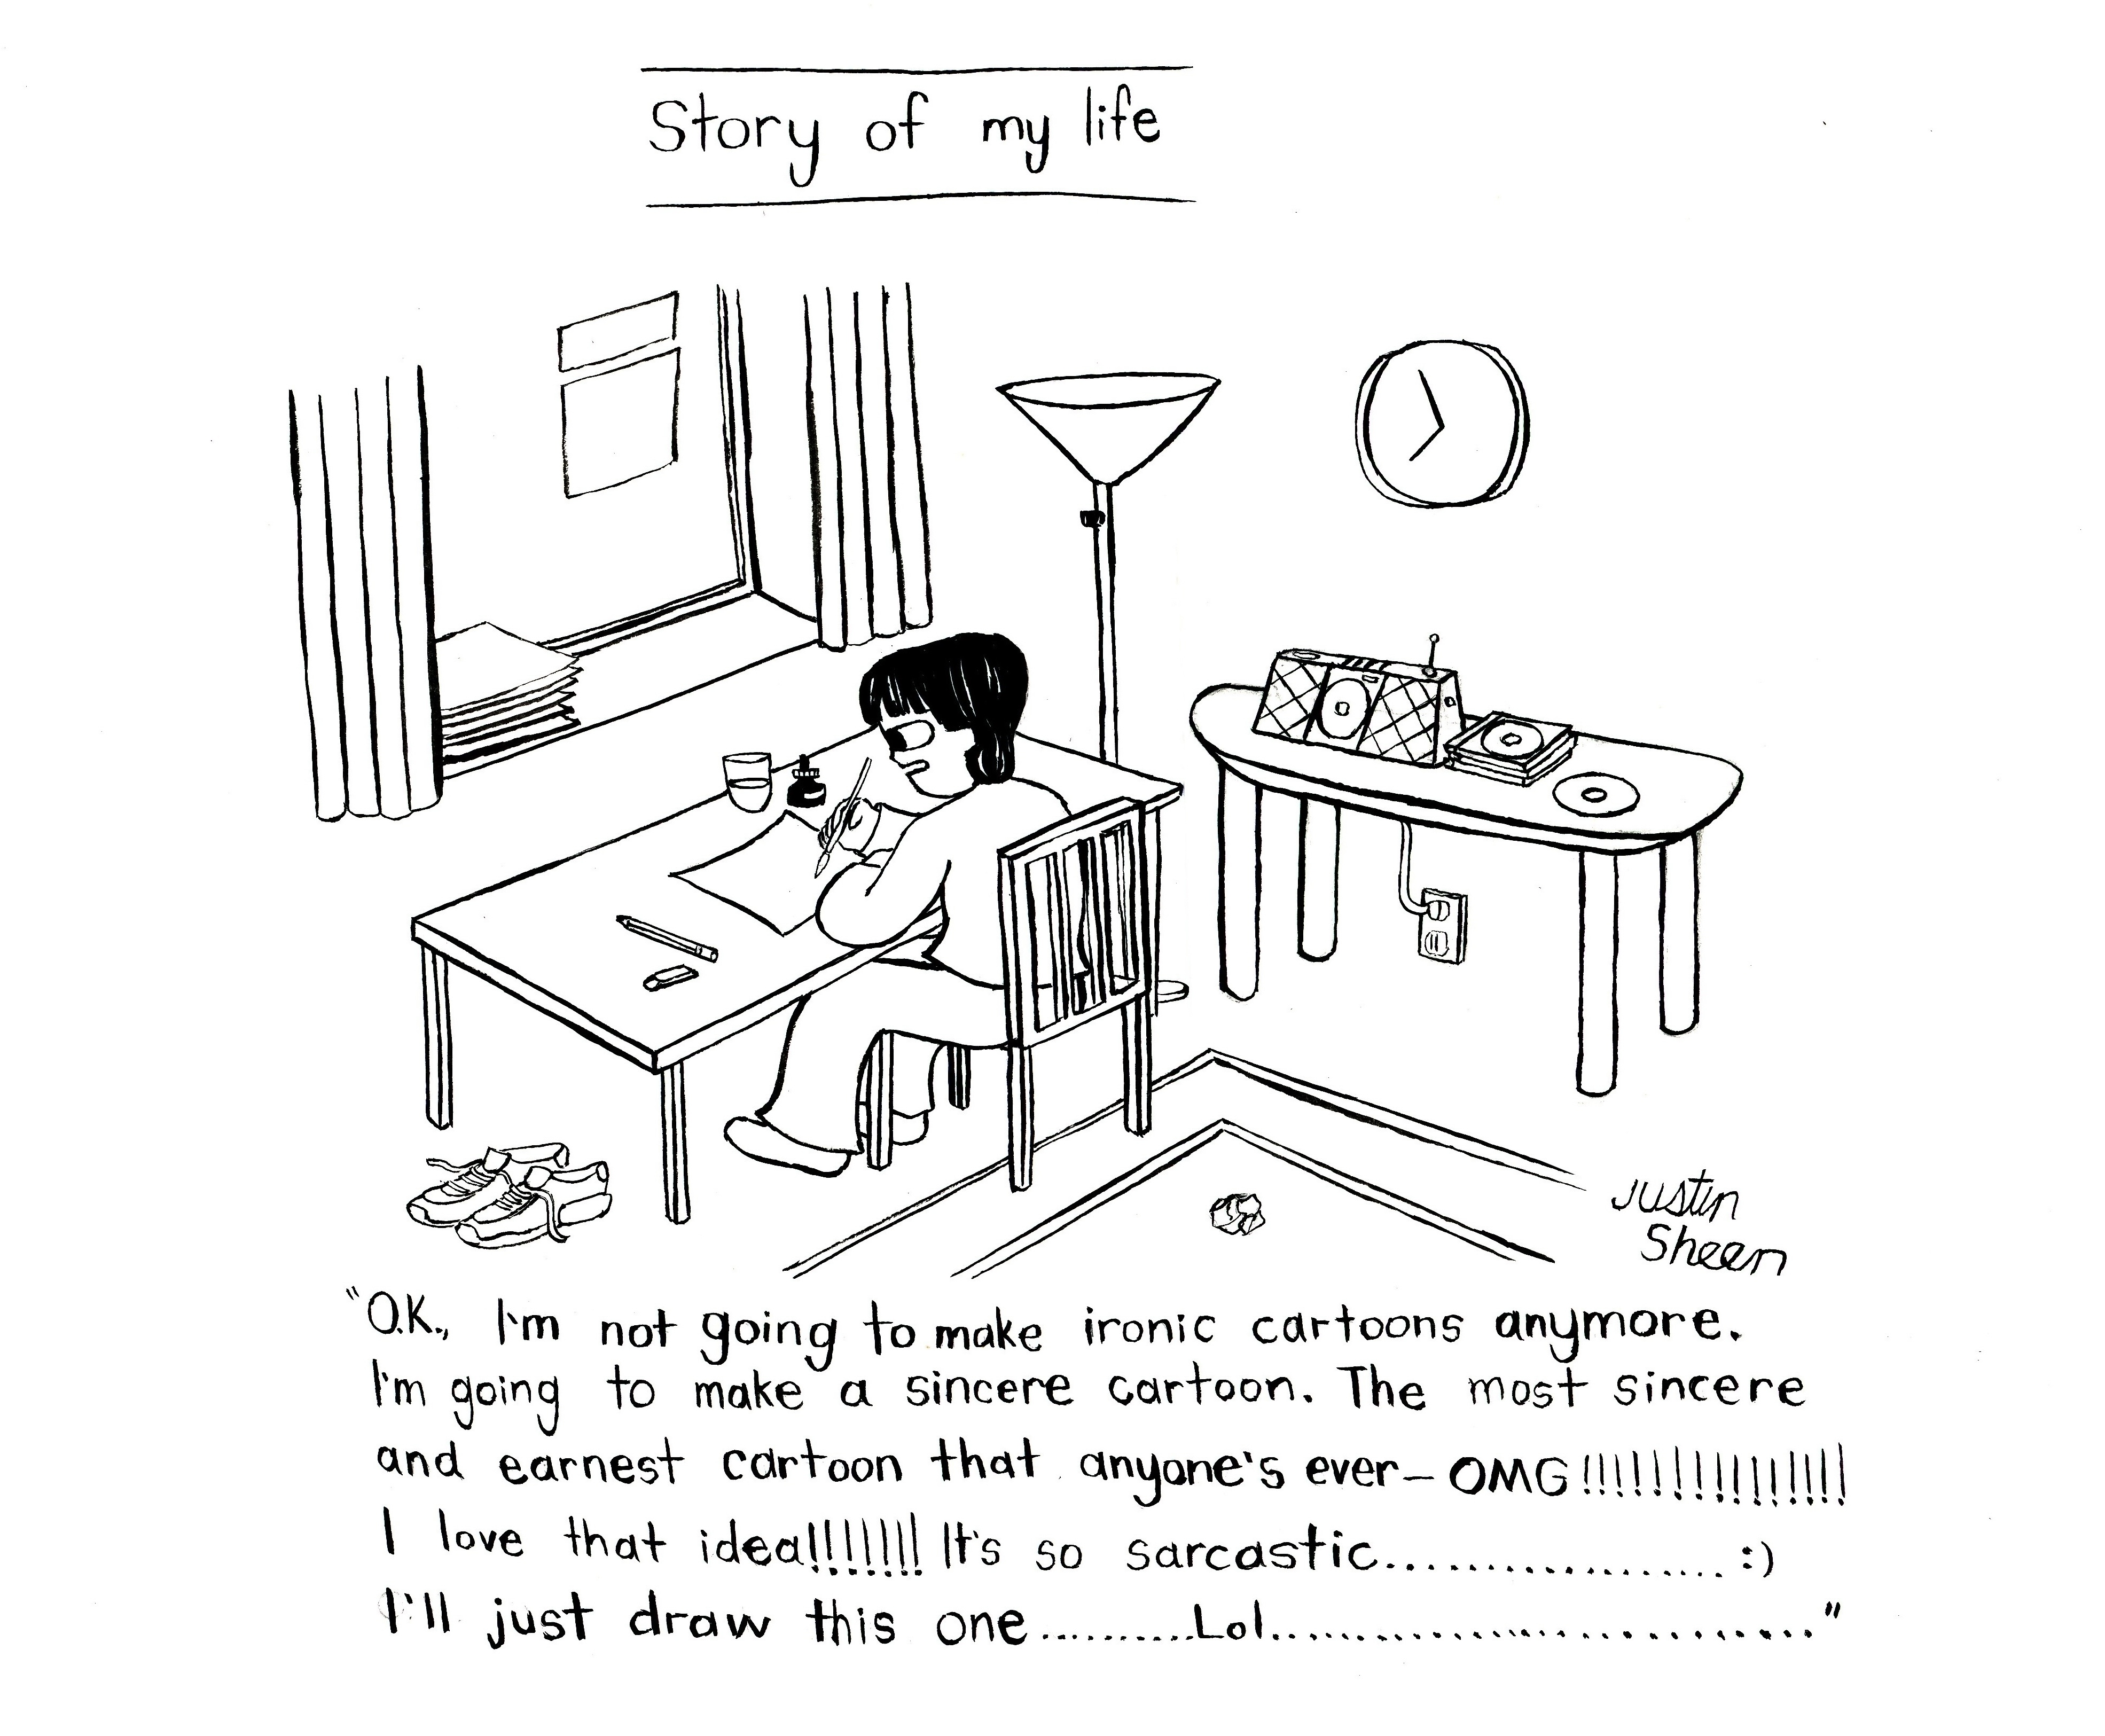 Story of my life
Justin
Sheen
"O.K., I'm not going to make ironic cartoons anymore.
I'm going to make a sincere cartoon. The most sincere
and earnest cartoon that anyone's ever— OMG!!!!!!!!!!!!!!!!
I love that idea!!!!!!!! It's so sarcastic................... :)
I'll just draw this one..........Lol.............................."